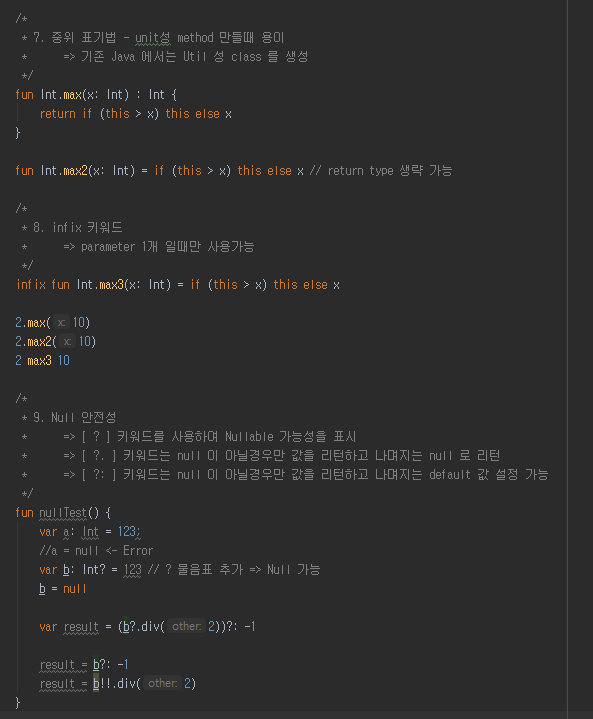 /*
 * 7. 중위 표기법 - unit성 method 만들때 용이
 *     => 기존 Java 에서는 Util 성 class 를 생성
 */
fun Int.max(x: Int) : Int {
    return if (this > x) this else x
}
fun Int.max2(x: Int) = if (this > x) this else x // return type 생략 가능
/*
 * 8. infix 키워드
 *     => parameter 1개 일때만 사용가능
 */
infix fun Int.max3(x: Int) = if (this > x) this else x
2.max( x: 10)
2.max2( x: 10)
2 max3 10
/*
 * 9. Null 안전성
 *     => [ ? ] 키워드를 사용하여 Nullable 가능성을 표시
 *     => [ ?. ] 키워드는 null 이 아닐경우만 값을 리턴하고 나며지는 null 로 리턴
 *     => [ ?: ] 키워드는 null 이 아닐경우만 값을 리턴하고 나며지는 default 값 설정 가능
 */
fun nullTest() {
    var a: Int = 123;
    //a = null <- Error
    var b: Int? = 123 // ? 물음표 추가 => Null 가능
    b = null
    var result = (b?.div( other: 2))?: -1
    result = b?: -1
    result = b!!.div( other: 2)
}